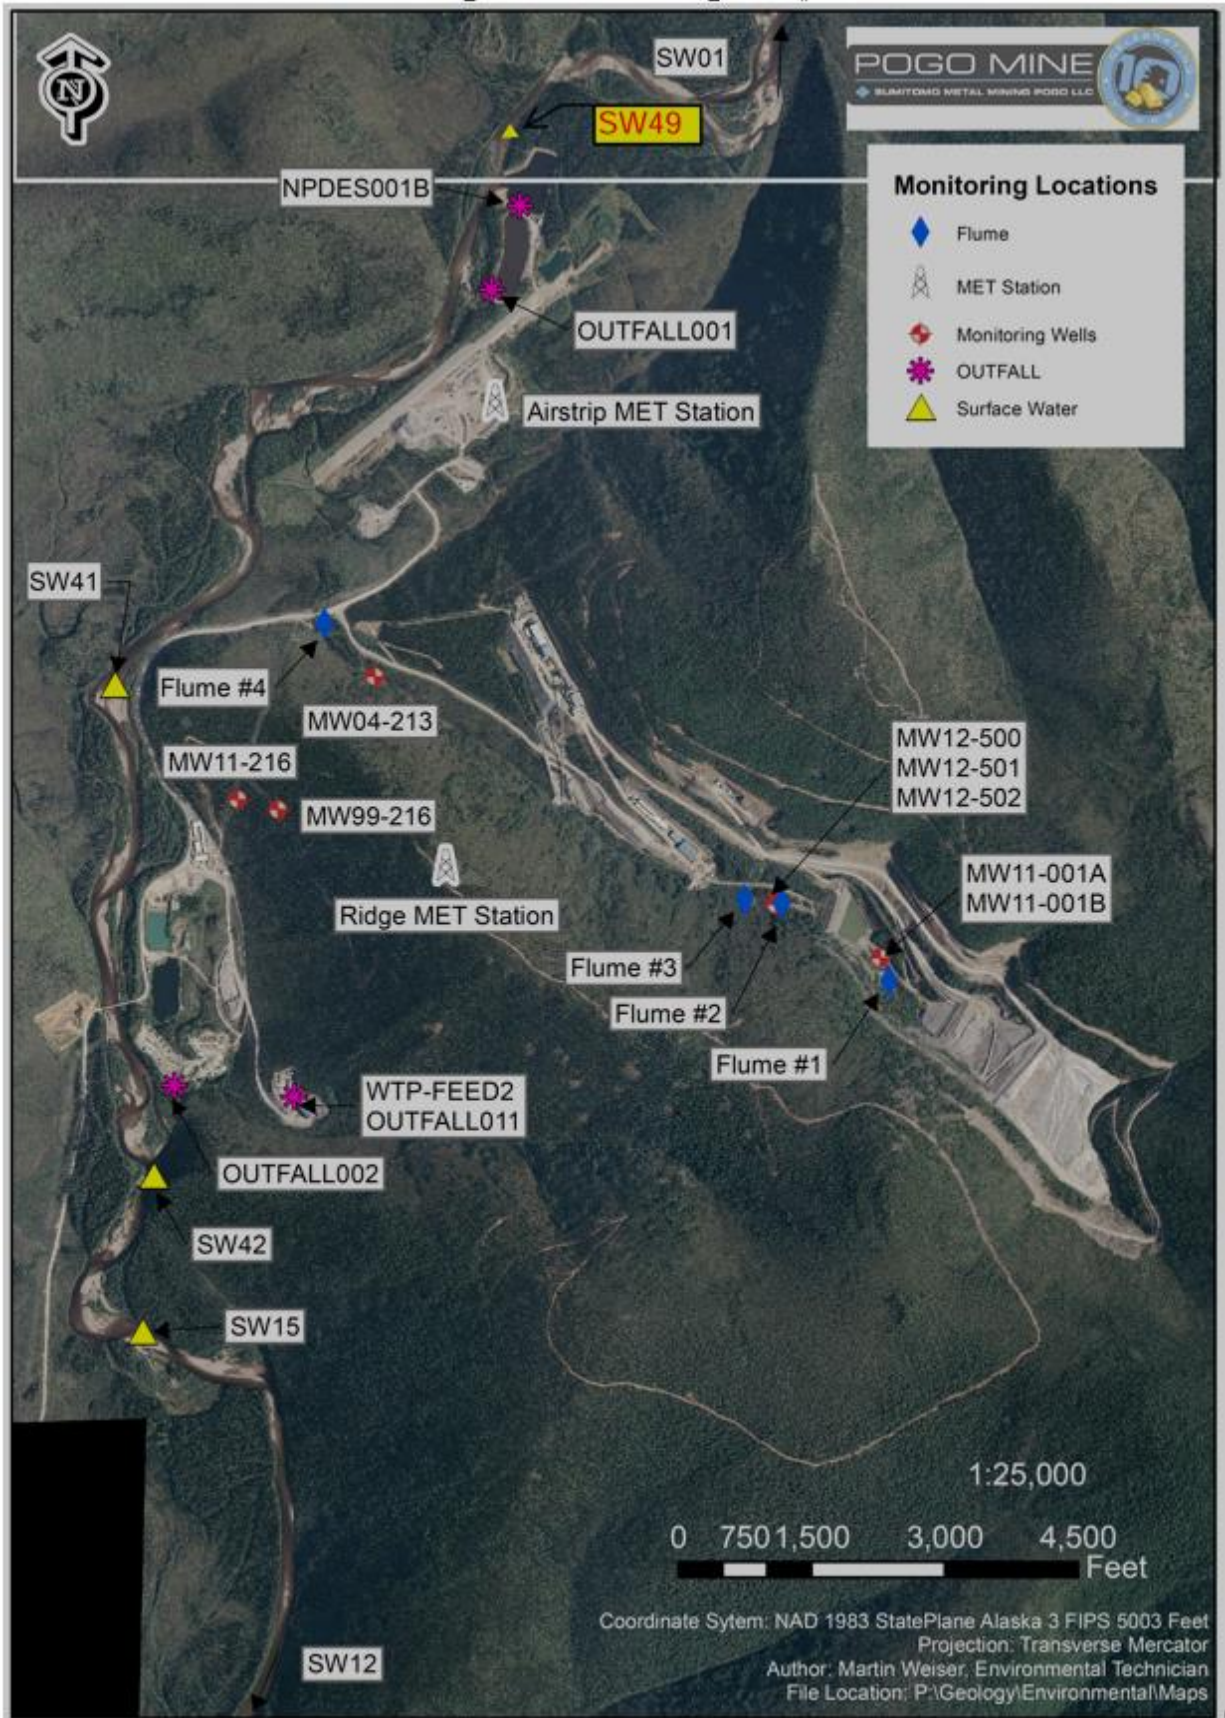 SW01
POGO MINE
SUMITOMO METAL MINING POGO LLC
N
SW49
NPDES001B
Monitoring Locations
Flume
MET Station
Monitoring Wells
OUTFALL
Surface Water
OUTFALL001
Airstrip MET Station
SW41
Flume #4
MW04-213
MW11-216
MW99-216
MW12-500
MW12-501
MW12-502
MW11-001A
MW11-001B
Ridge MET Station
Flume #3
Flume #2
Flume #1
WTP-FEED2
OUTFALL011
OUTFALL002
SW42
SW15
1:25,000
0 750 1,500 3,000 4,500
Feet
SW12
Coordinate Sytem: NAD 1983 StatePlane Alaska 3 FIPS 5003 Feet
Projection: Transverse Mercator
Author: Martin Weiser, Environmental Technician
File Location: P:\Geology\Environmental\Maps